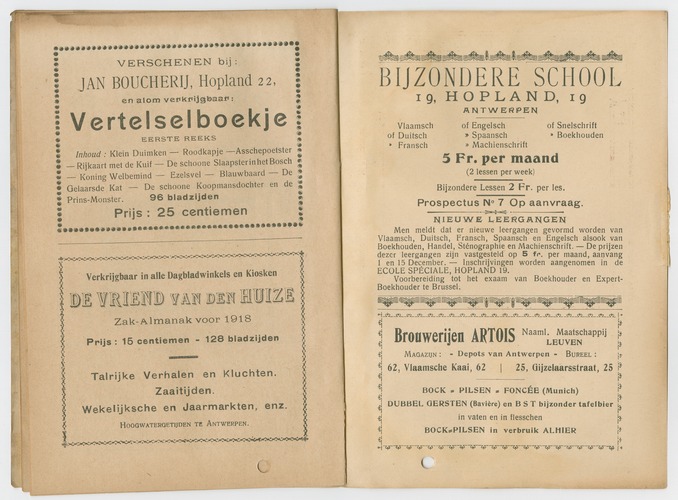 VERSCHENEN bij:
JAN BOUCHERIJ, Hopland 22,
en alom verkrijgbaar:
Vertelselboekje
EERSTE REEKS
Inhoud: Klein Duimken — Roodkapje — Asschepoetster
— Rijkaart met de Kuif — De schoone Slaapster in het Bosch
— Koning Welbemind — Ezelsvel — Blauwbaard — De
Gelaarsde Kat — De schoone Koopmansdochter en de
Prins-Monster. 96 bladzijden
Prijs: 25 centiemen
Verkrijgbaar in alle Dagbladwinkels en Kiosken
DE VRIEND VAN DEN HUIZE
Zak-Almanak voor 1918
Prijs: 15 centiemen - 128 bladzijden
Talrijke Verhalen en Kluchten.
Zaaitijden.
Wekelijksche en Jaarmarkten, enz.
HOOGWATERGETIJDEN TE ANTWERPEN.
BIJZONDERE SCHOOL
19, HOPLAND, 19
ANTWERPEN
Vlaamsch of Engelsch of Snelschrift
of Duitsch » Spaansch • Boekhouden
• Fransch » Machienschrift
5 Fr. per maand
(2 lessen per week)
Bijzondere Lessen 2 Fr. per les.
Prospectus No 7 Op aanvraag.
NIEUWE LEERGANGEN
Men meldt dat er nieuwe leergangen gevormd worden van
Vlaamsch, Duitsch, Fransch, Spaansch en Engelsch alsook van
Boekhouden, Handel, Sténographie en Machienschrift. — De prijzen
dezer leergangen zijn vastgesteld op 5 fr. per maand, aanvang
1 en 15 December. — Inschrijvingen worden aangenomen in de
ECOLE SPÉCIALE, HOPLAND 19.
Voorbereiding tot het exaam van Boekhouder en Expert-
Boekhouder te Brussel.
Brouwerijen ARTOIS Naaml. Maatschappij
LEUVEN
MAGAZIJN: - Depots van Antwerpen - BUREEL:
62, Vlaamsche Kaai, 62 | 25, Gijzelaarsstraat, 25
BOCK » PILSEN » FONCÉE (Munich)
DUBBEL GERSTEN (Bavière) en B S T bijzonder tafelbier
in vaten en in flesschen
BOCK»PILSEN in verbruik ALHIER